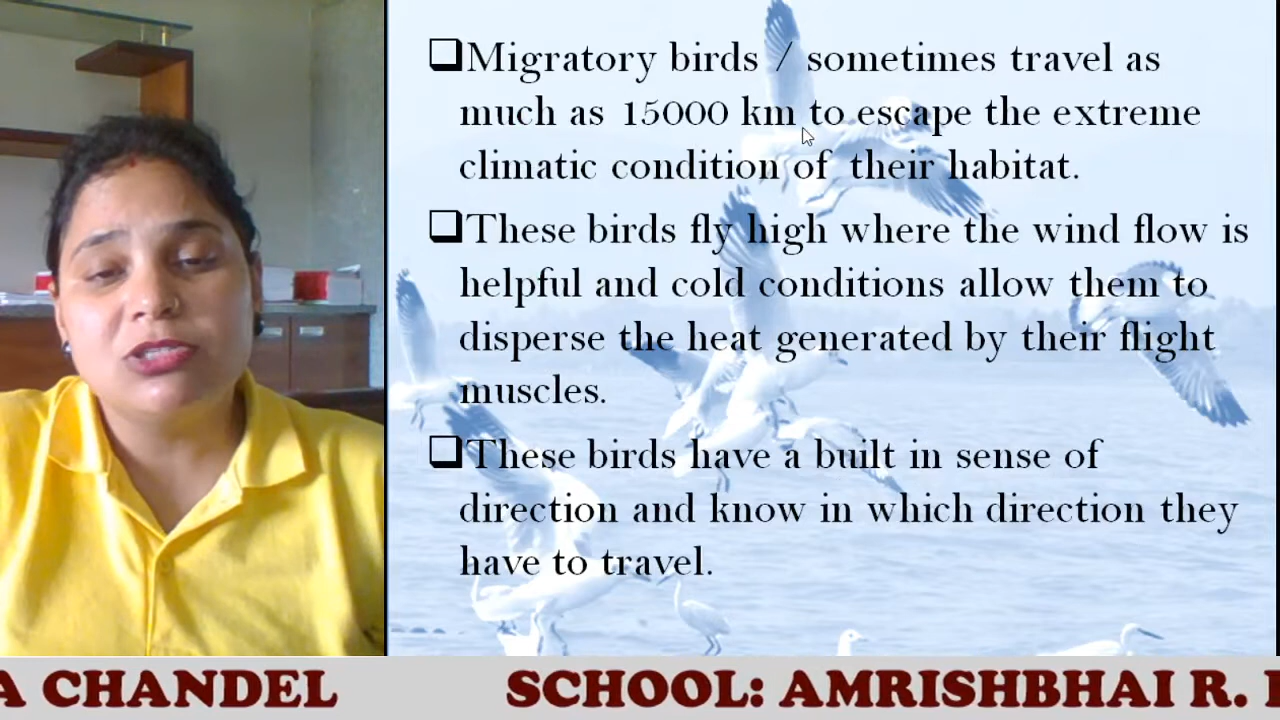 ❑Migratory birds / sometimes travel as
much as 15000 km to escape the extreme
climatic condition of their habitat.
❑These birds fly high where the wind flow is
helpful and cold conditions allow them to
disperse the heat generated by their flight
muscles.
❑These birds have a built in sense of
direction and know in which direction they
have to travel.
A CHANDEL SCHOOL: AMRISHBHAI R.